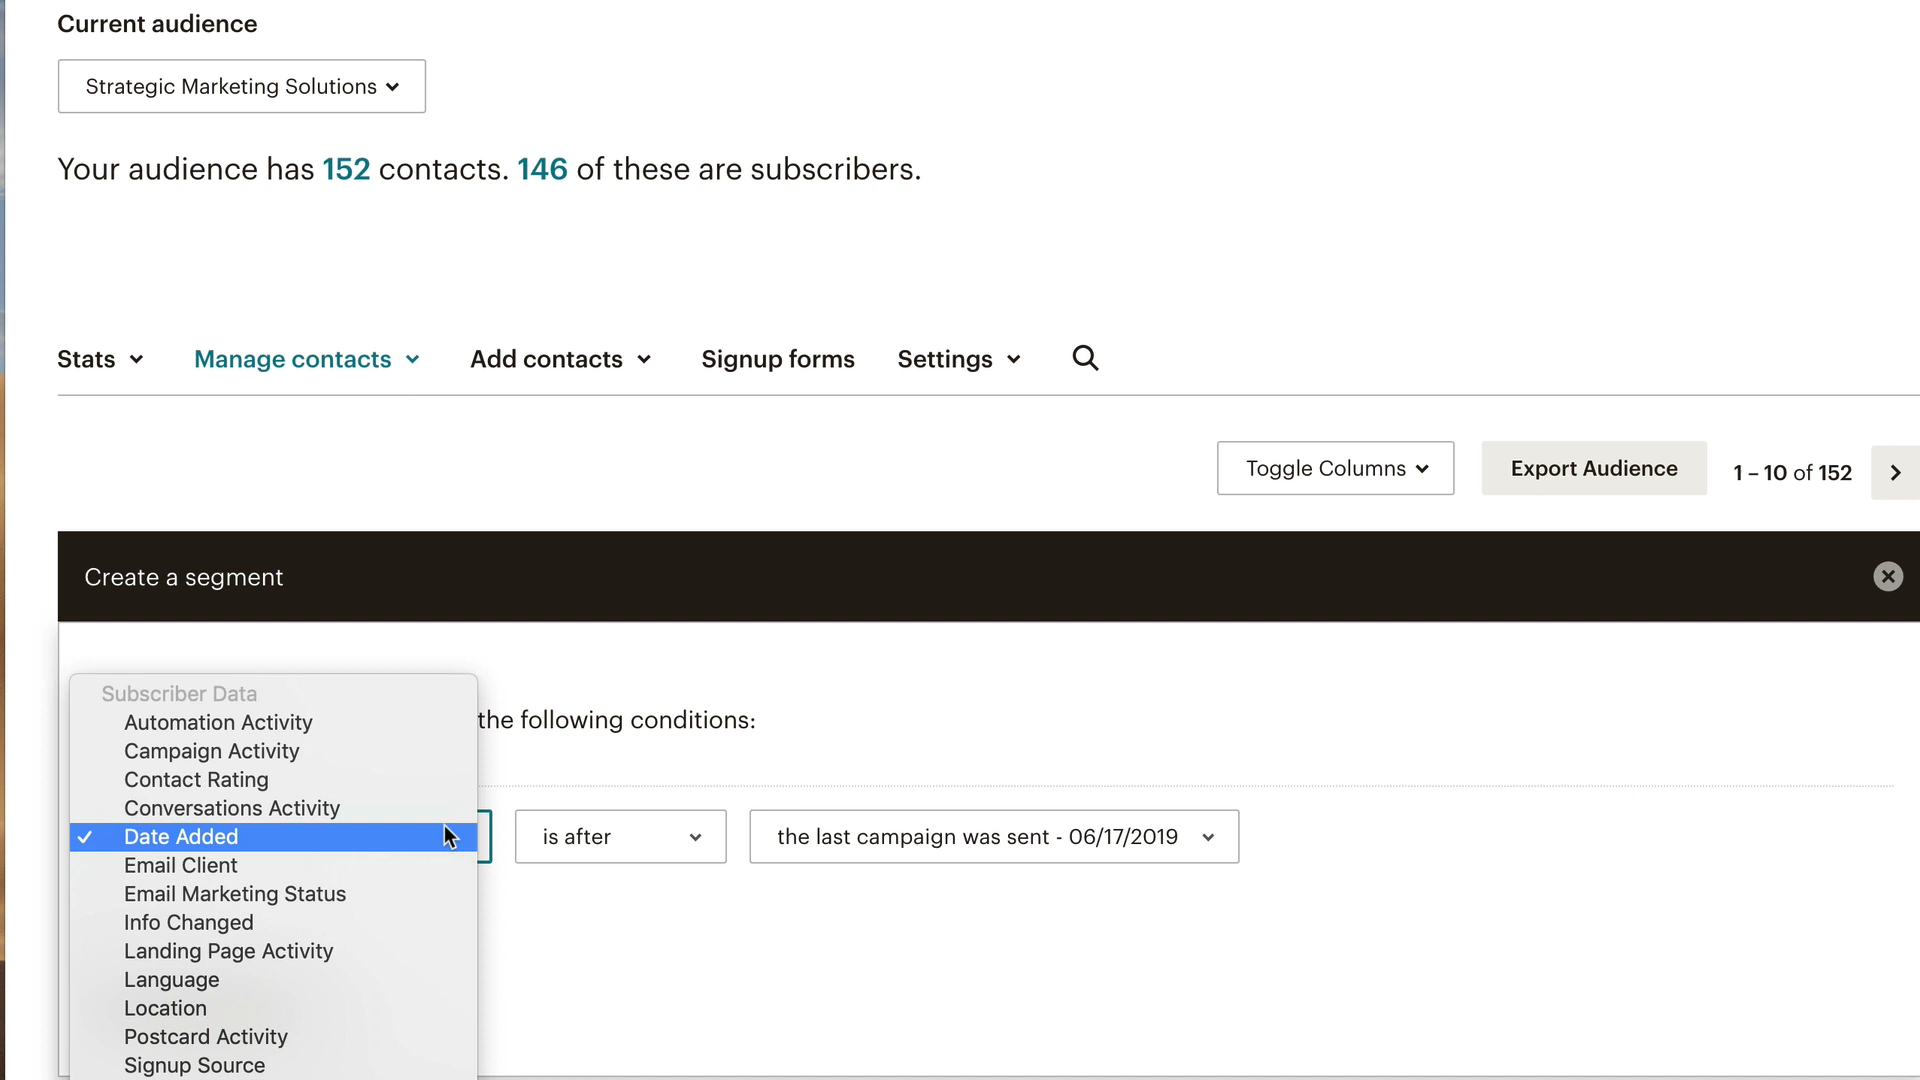 Current audience
Strategic Marketing Solutions
Your audience has 152 contacts. 146 of these are subscribers.
Stats Manage contacts Add contacts Signup forms Settings
Toggle Columns Export Audience 1 – 10 of 152
Create a segment
Subscriber Data
the following conditions:
Automation Activity
Campaign Activity
Contact Rating
Conversations Activity
Date Added is after the last campaign was sent - 06/17/2019
Email Client
Email Marketing Status
Info Changed
Landing Page Activity
Language
Location
Postcard Activity
Signup Source